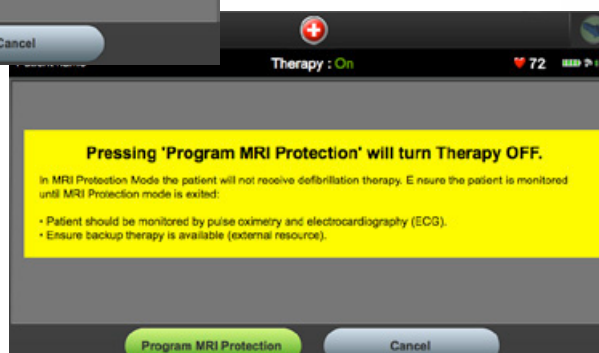 Cancel
Therapy : On
72
Pressing 'Program MRI Protection' will turn Therapy OFF.
In MRI Protection Mode the patient will not receive defibrillation therapy. E nsure the patient is monitored
until MRI Protection mode is exited:
• Patient should be monitored by pulse oximetry and electrocardiography (ECG).
• Ensure backup therapy is available (external resource).
Program MRI Protection
Cancel